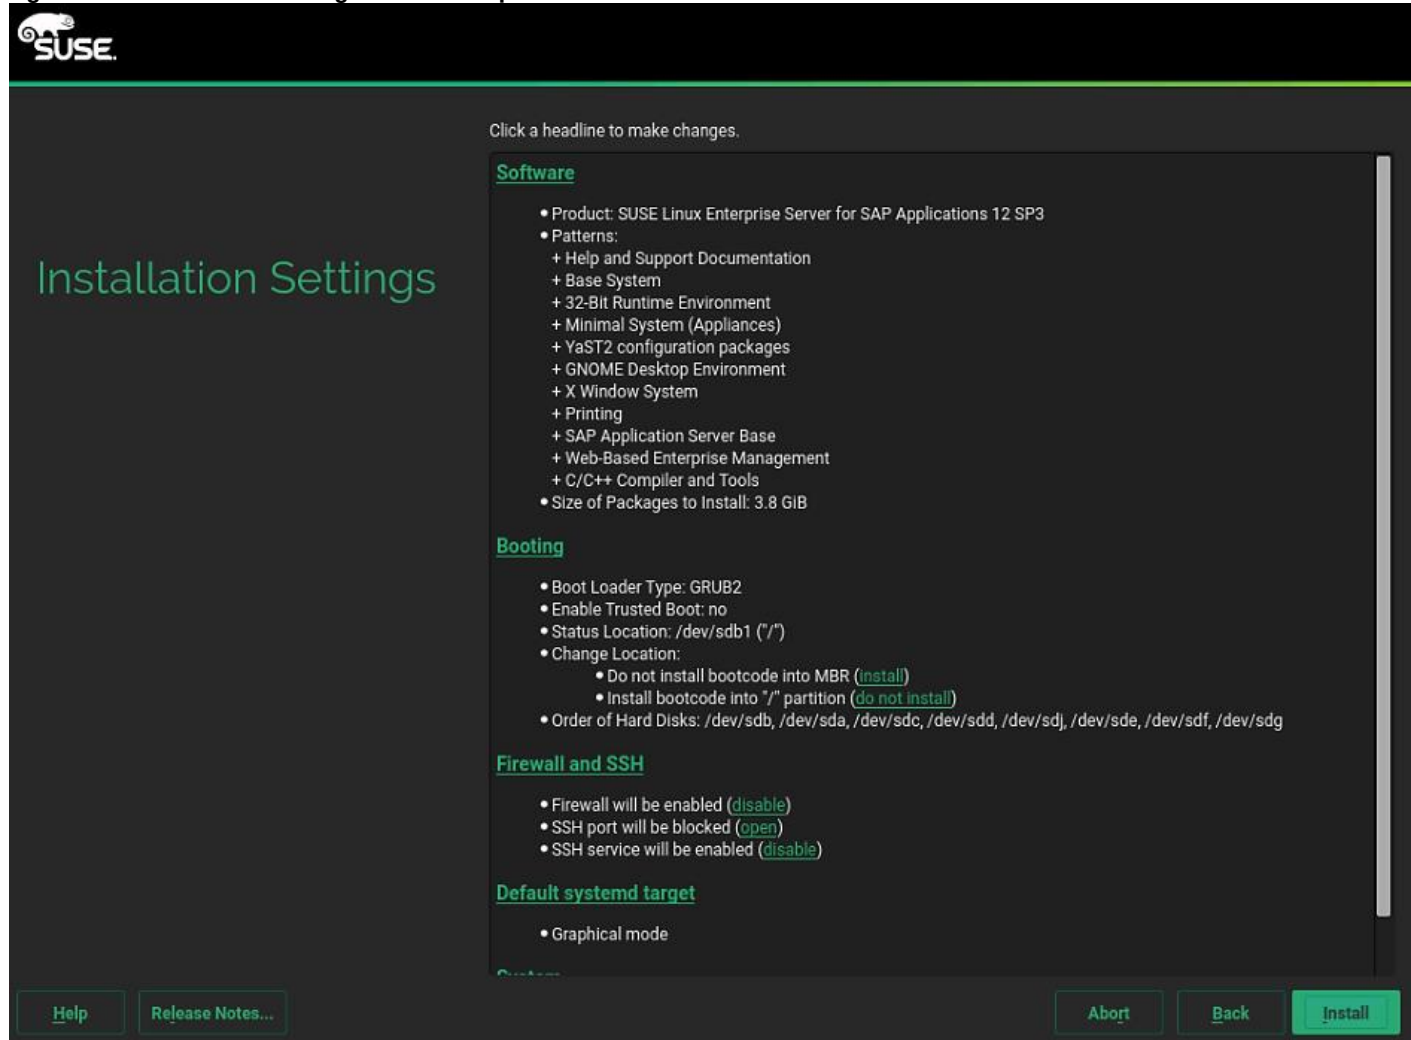 SUSE.
Click a headline to make changes.
Installation Settings
Software
• Product: SUSE Linux Enterprise Server for SAP Applications 12 SP3
• Patterns:
+ Help and Support Documentation
+ Base System
+ 32-Bit Runtime Environment
+ Minimal System (Appliances)
+ YaST2 configuration packages
+ GNOME Desktop Environment
+ X Window System
+ Printing
+ SAP Application Server Base
+ Web-Based Enterprise Management
+ C/C++ Compiler and Tools
• Size of Packages to Install: 3.8 GiB
Booting
• Boot Loader Type: GRUB2
• Enable Trusted Boot: no
• Status Location: /dev/sdb1 ("/")
• Change Location:
• Do not install bootcode into MBR (install)
• Install bootcode into "/" partition (do not install)
• Order of Hard Disks: /dev/sdb, /dev/sda, /dev/sdc, /dev/sdd, /dev/sdj, /dev/sde, /dev/sdf, /dev/sdg
Firewall and SSH
• Firewall will be enabled (disable)
• SSH port will be blocked (open)
• SSH service will be enabled (disable)
Default systemd target
• Graphical mode
System
Help
Release Notes...
Abort
Back
Install